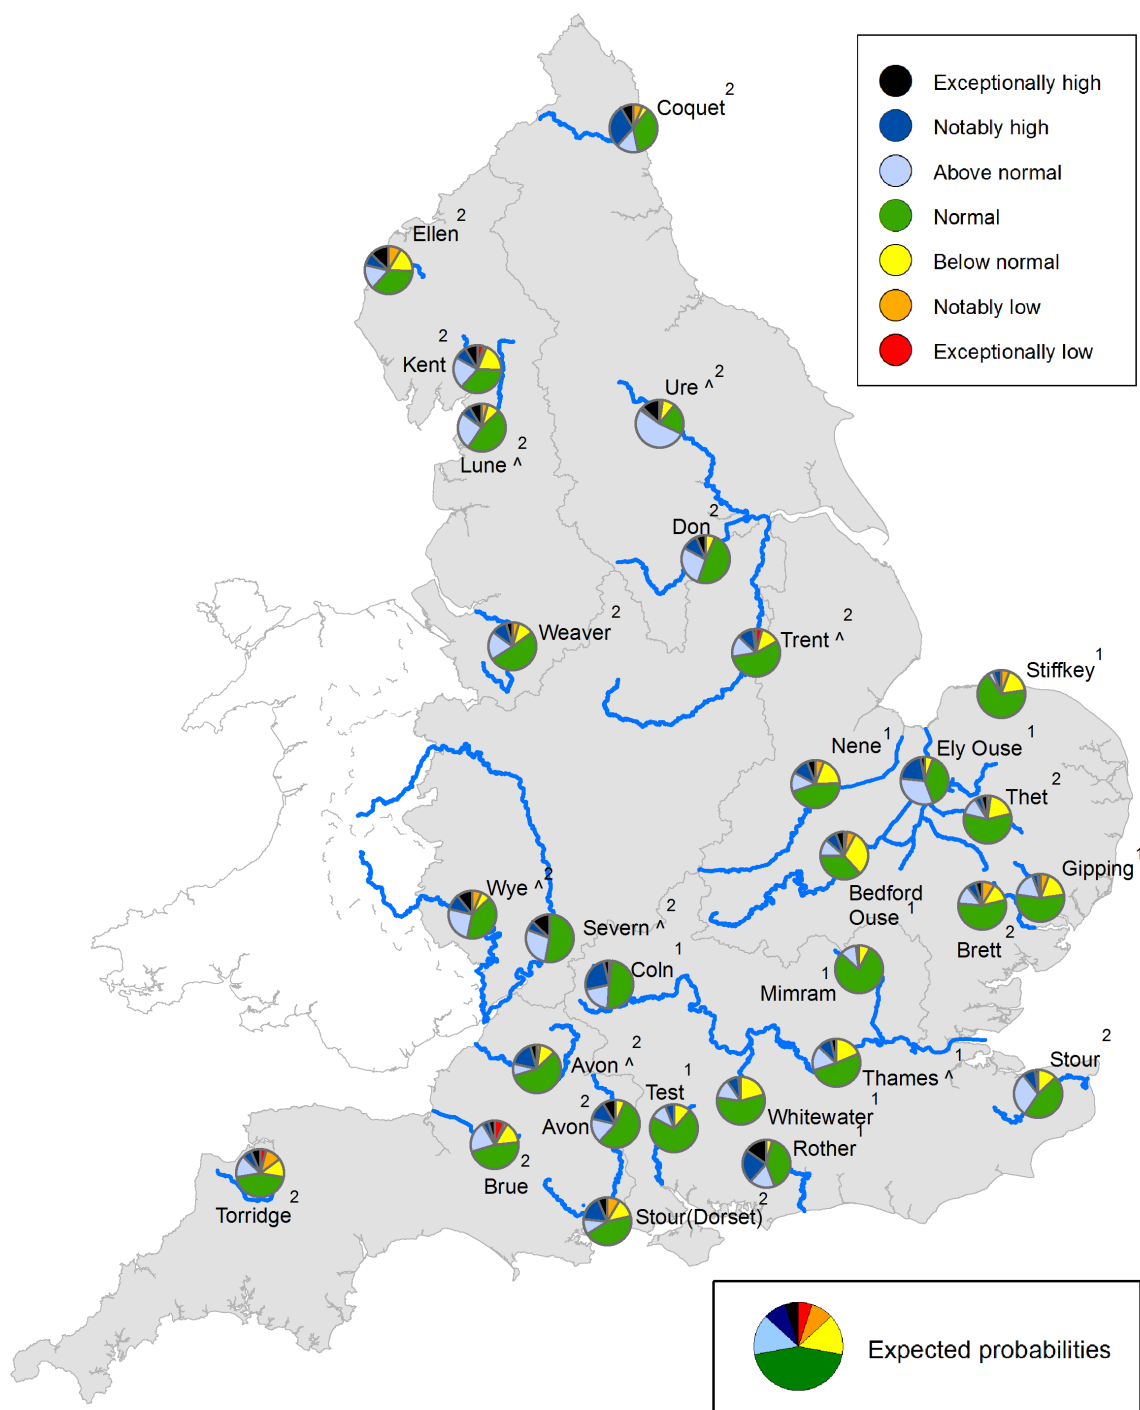 Exceptionally high
Notably high
Above normal
Normal
Below normal
Notably low
Exceptionally low
Coquet 2
Ellen 2
Kent 2
Lune ^ 2
Ure ^ 2
Don 2
Weaver 2
Trent ^ 2
Stiffkey 1
Nene 1
Ely Ouse 1
Thet 2
Gipping 1
Bedford
Ouse 1
Brett 2
Wye ^ 2
Severn ^ 2
Coln 1
Mimram 1
Avon ^ 2
Thames ^ 1
Stour 2
Test 1
Whitewater 1
Avon 2
Rother 1
Brue 2
Torridge 2
Stour(Dorset) 2
Expected probabilities